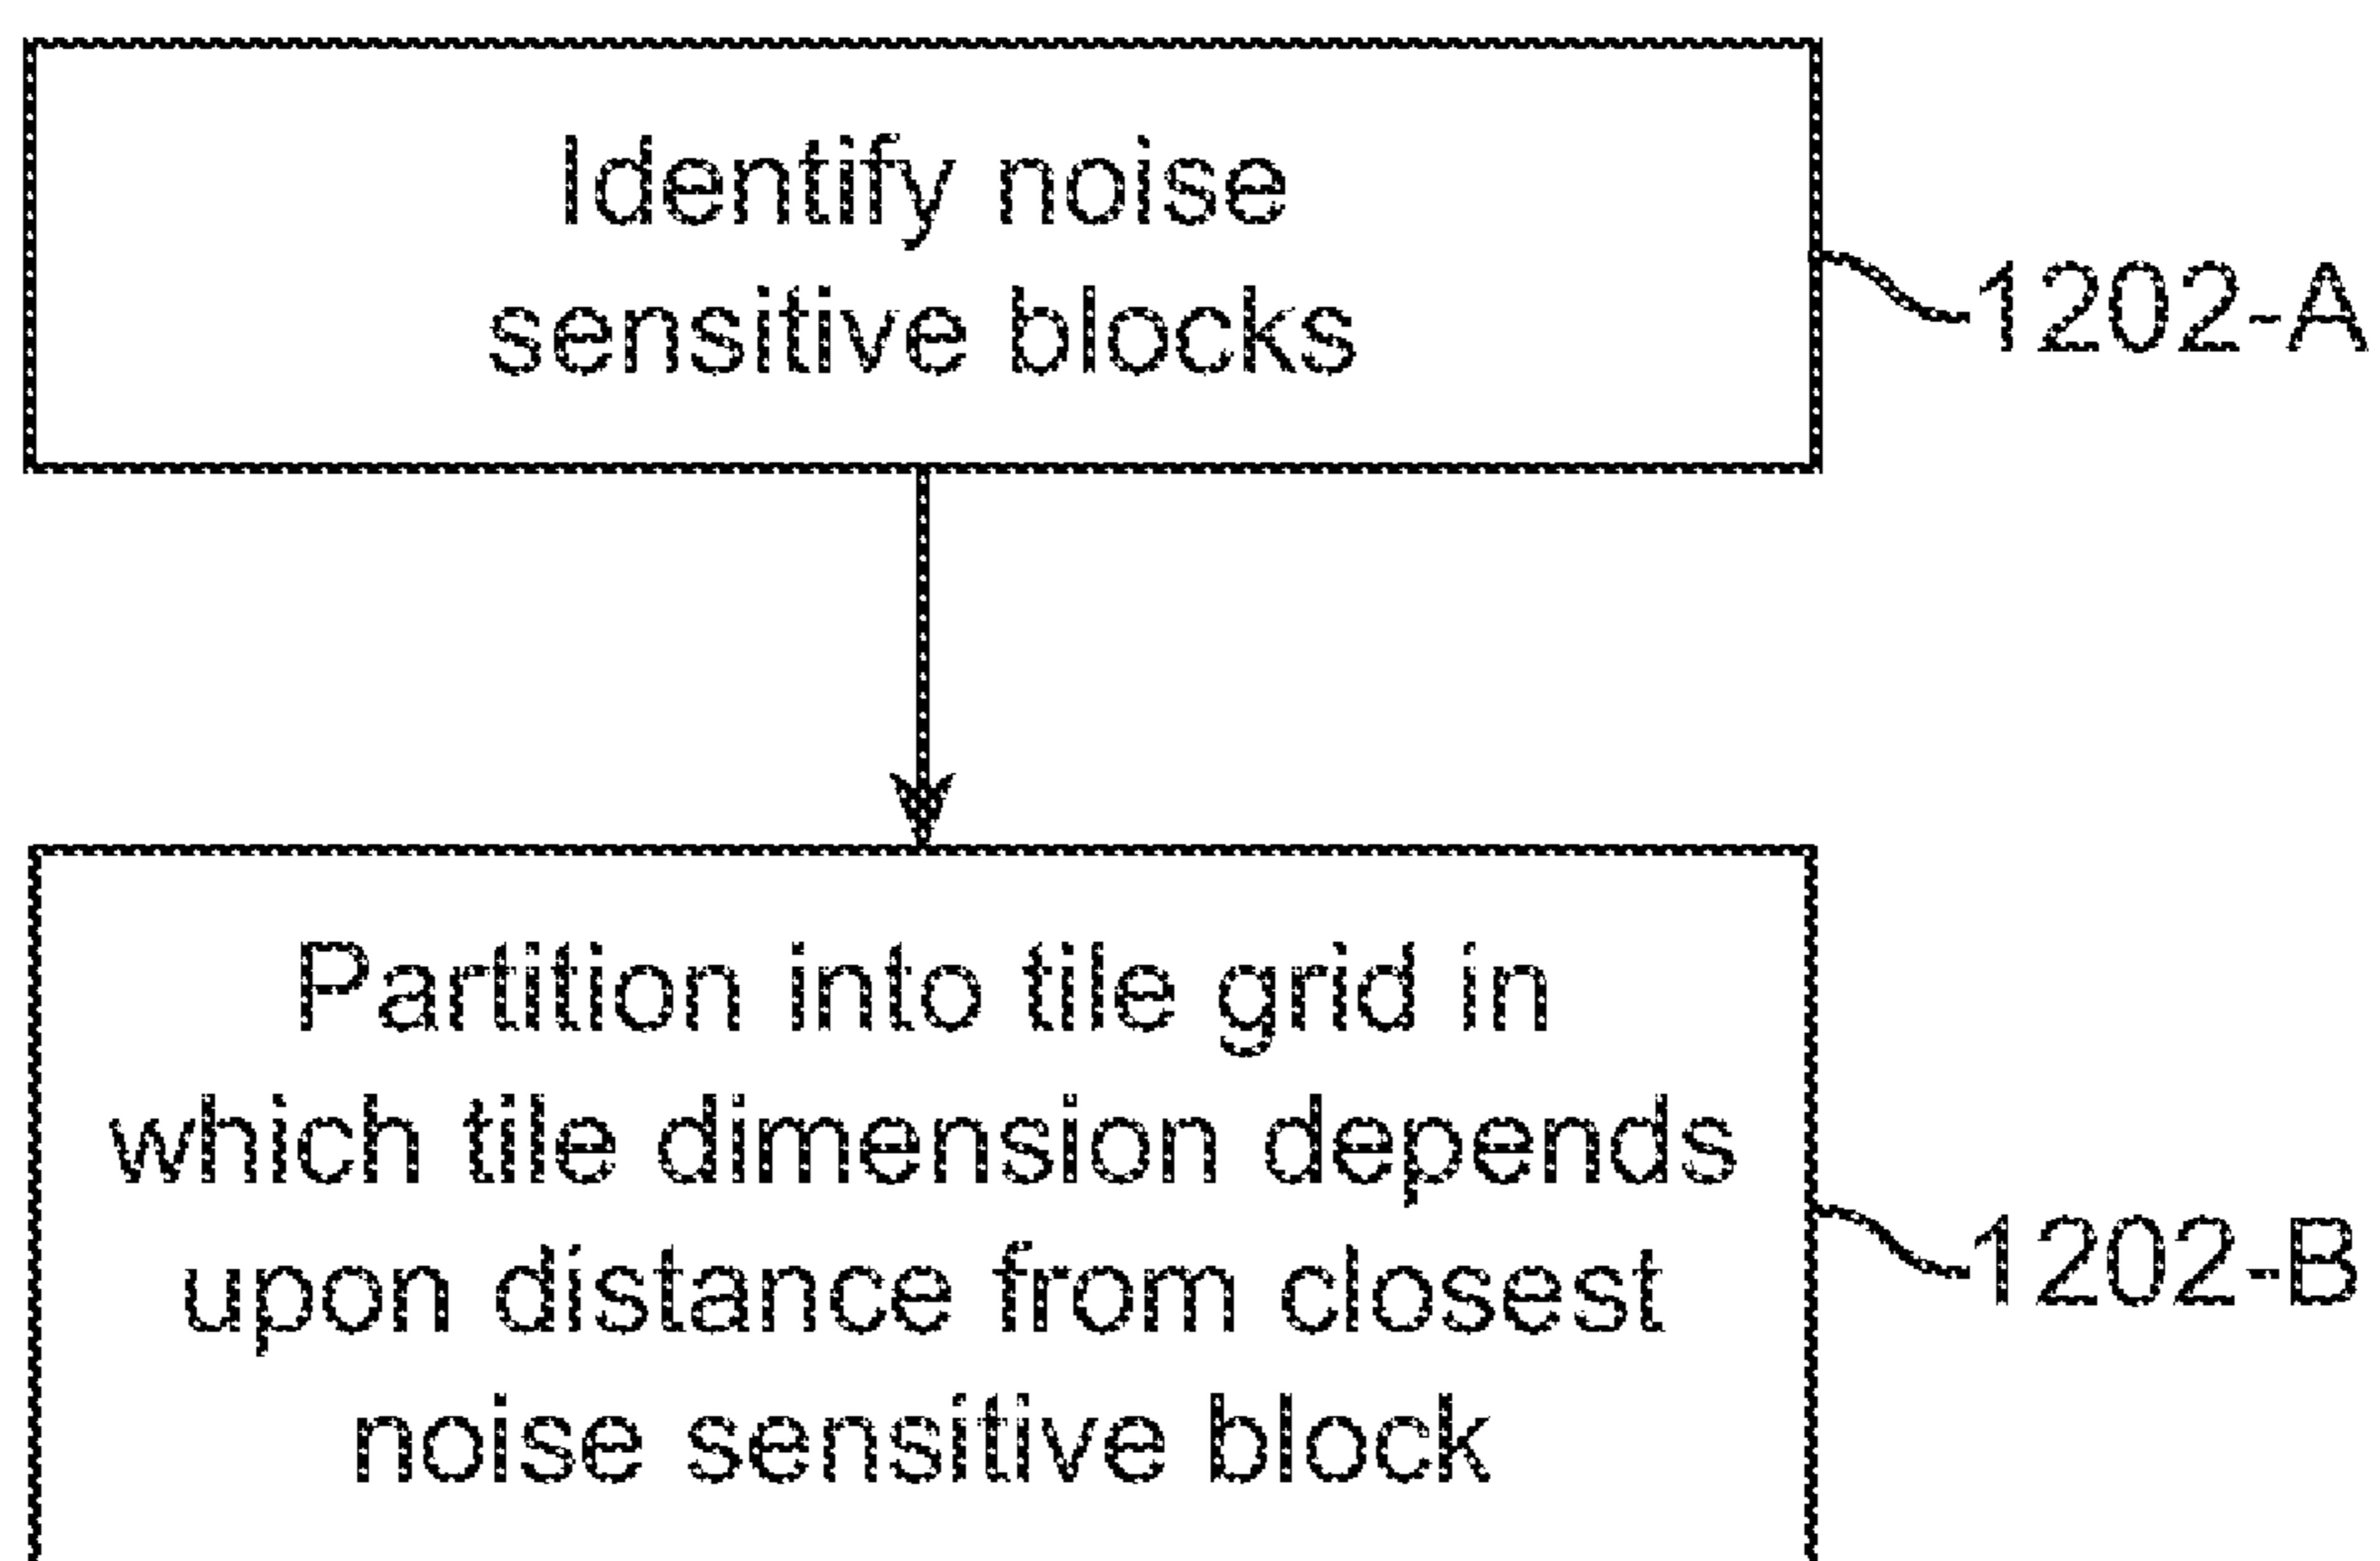 Identify noise
sensitive blocks
1202-A
Partition into tile grid in
which tile dimension depends
upon distance from closest
noise sensitive block
1202-B